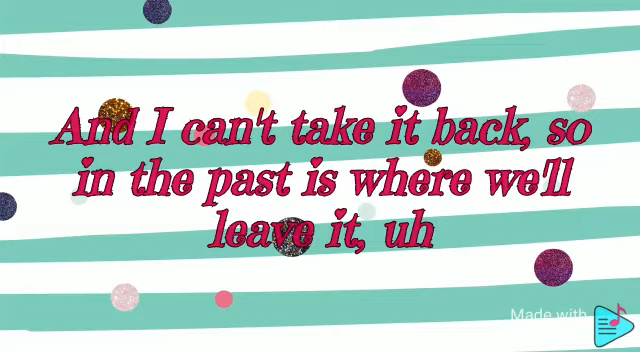 And I can't take it back, so
in the past is where we'll
leave it, uh
Made with